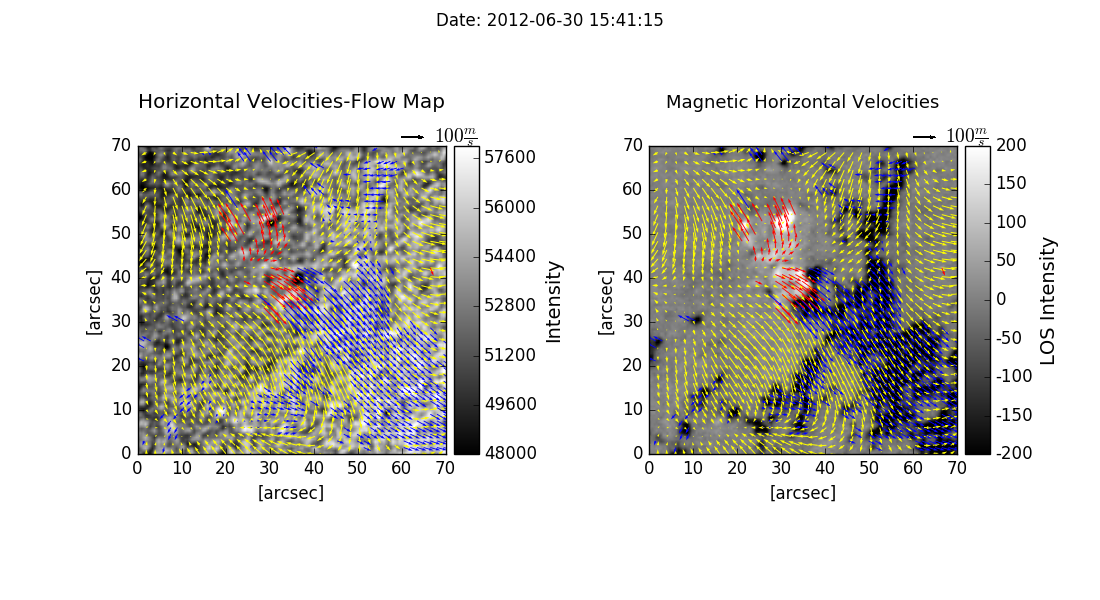 Date: 2012-06-30 15:41:15
Horizontal Velocities-Flow Map
100 m/s
70
60
50
40
30
20
10
0
0 10 20 30 40 50 60 70
[arcsec]
[arcsec]
57600
56000
54400
52800
51200
49600
48000
Intensity
Magnetic Horizontal Velocities
100 m/s
70
60
50
40
30
20
10
0
0 10 20 30 40 50 60 70
[arcsec]
[arcsec]
200
150
100
50
0
-50
-100
-150
-200
LOS Intensity